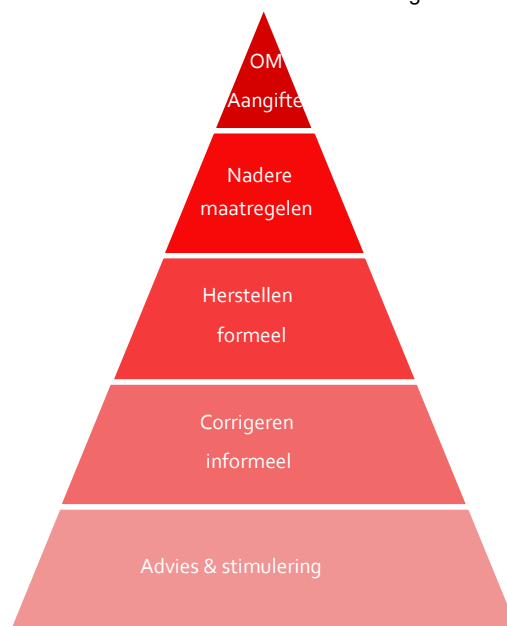 OM
Aangifte
Nadere
maatregelen
Herstellen
formeel
Corrigeren
informeel
Advies & stimulering